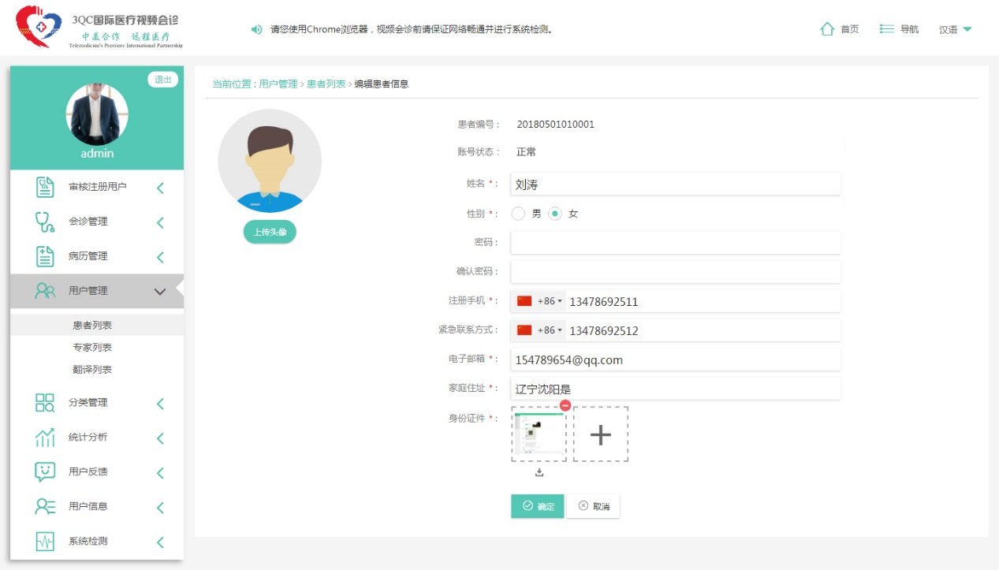 3QC国际医疗视频会诊
中美合作 远程医疗
Telemedicine's Premiere International Partnership
请您使用Chrome浏览器，视频会诊前请保证网络畅通并进行系统检测。
首页
导航
汉语
退出
admin
审核注册用户
会诊管理
病历管理
用户管理
患者列表
专家列表
翻译列表
分类管理
统计分析
用户反馈
用户信息
系统检测
当前位置 : 用户管理 › 患者列表 › 编辑患者信息
上传头像
患者编号 : 20180501010001
账号状态 : 正常
姓名 * : 刘涛
性别 * : 男 女
密码 :
确认密码 :
注册手机 * : +86 13478692511
紧急联系方式 : +86 13478692512
电子邮箱 * : 154789654@qq.com
家庭住址 * : 辽宁沈阳是
身份证件 * :
确定 取消